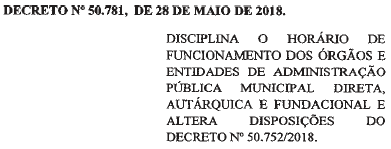 DECRETO Nº 50.781, DE 28 DE MAIO DE 2018.
DISCIPLINA O HORÁRIO DE
FUNCIONAMENTO DOS ÓRGÃOS E
ENTIDADES DE ADMINISTRAÇÃO
PÚBLICA MUNICIPAL DIRETA,
AUTÁRQUICA E FUNDACIONAL E
ALTERA DISPOSIÇÕES DO
DECRETO Nº 50.752/2018.